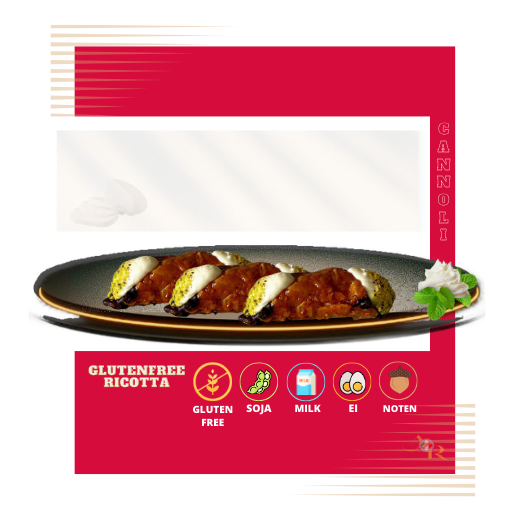 CANNOLI
GLUTENFREE
RICOTTA
GLUTEN
FREE
SOJA
MILK
EI
NOTEN